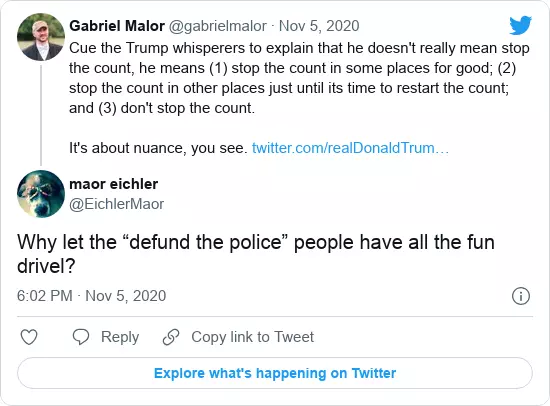 Gabriel Malor @gabrielmalor · Nov 5, 2020
Cue the Trump whisperers to explain that he doesn't really mean stop
the count, he means (1) stop the count in some places for good; (2)
stop the count in other places just until its time to restart the count;
and (3) don't stop the count.
It's about nuance, you see. twitter.com/realDonaldTrum…
maor eichler
@EichlerMaor
Why let the “defund the police” people have all the fun
drivel?
6:02 PM · Nov 5, 2020
Reply
Copy link to Tweet
Explore what's happening on Twitter